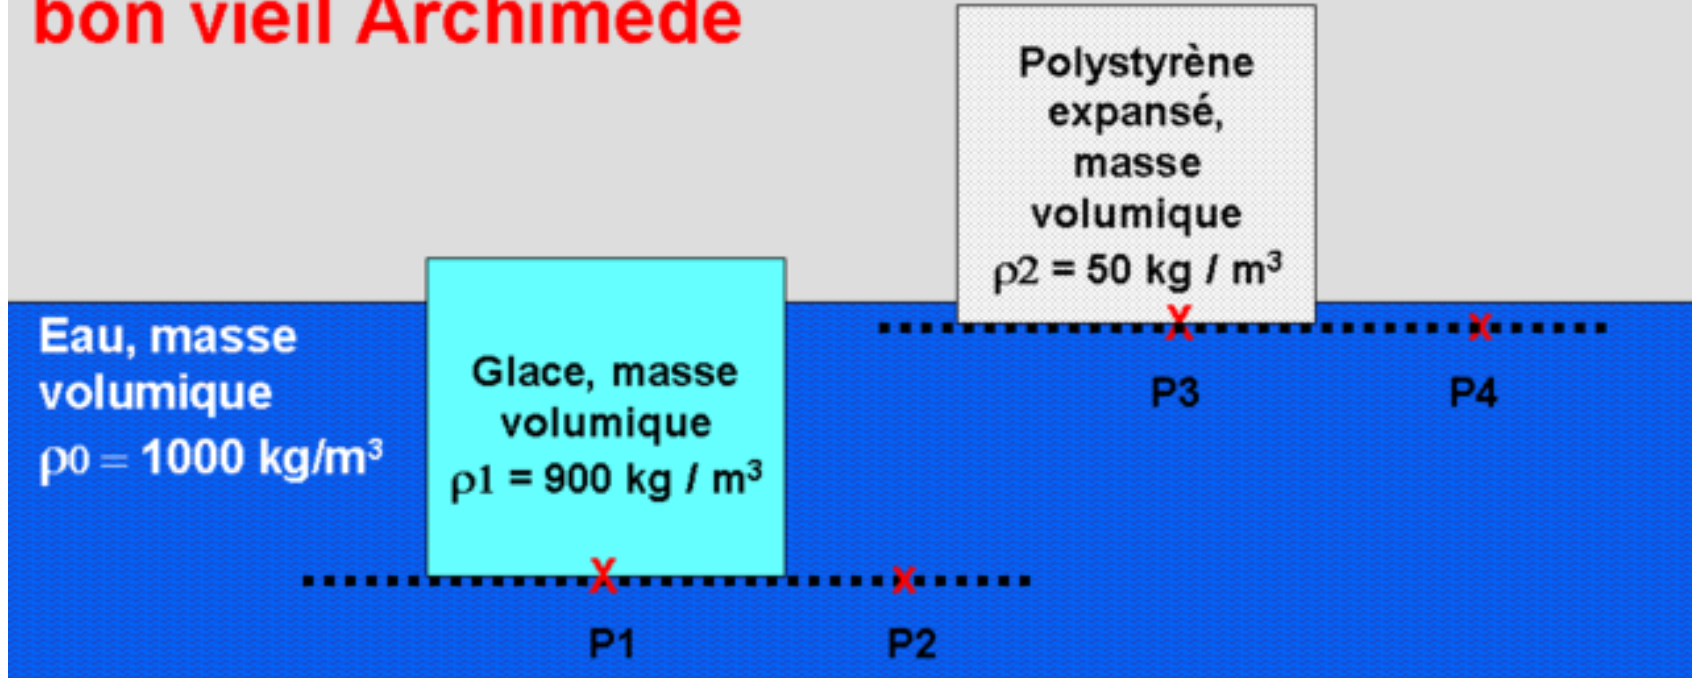 bon vieil Archimède
Polystyrène
expansé,
masse
volumique
ρ2 = 50 kg / m³
Eau, masse
volumique
ρ0 = 1000 kg/m³
Glace, masse
volumique
ρ1 = 900 kg / m³
X
X
P3
P4
X
X
P1
P2